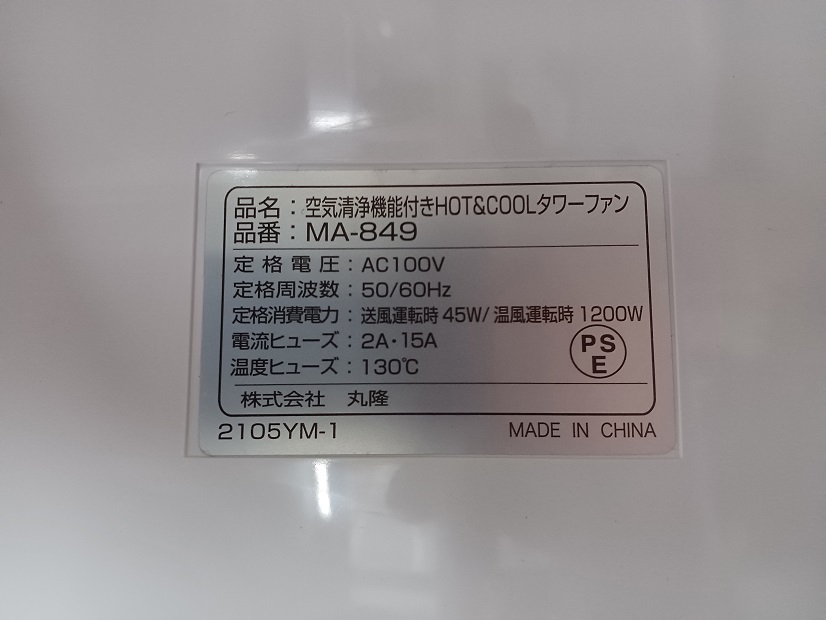 品名：空気清浄機能付きHOT&COOLタワーファン
品番：MA-849
定格電圧：AC100V
定格周波数：50/60Hz
定格消費電力：送風運転時 45W/ 温風運転時 1200W
電流ヒューズ：2A・15A
温度ヒューズ：130℃
PS
E
株式会社 丸隆
2105YM-1 MADE IN CHINA